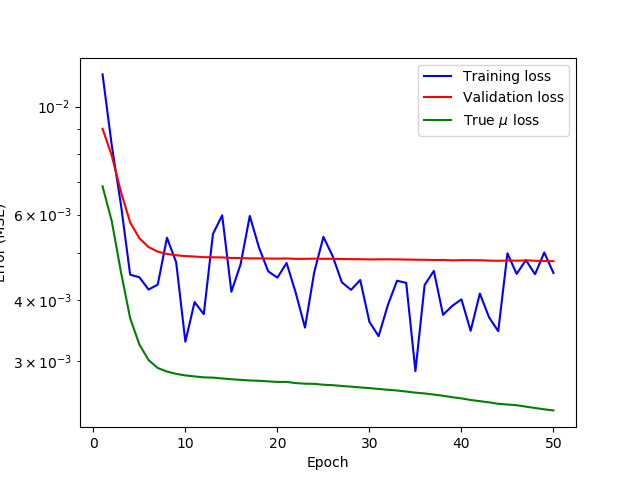 Training loss
Validation loss
True μ loss
10⁻²
6 × 10⁻³
4 × 10⁻³
3 × 10⁻³
(MSE)
0 10 20 30 40 50
Epoch